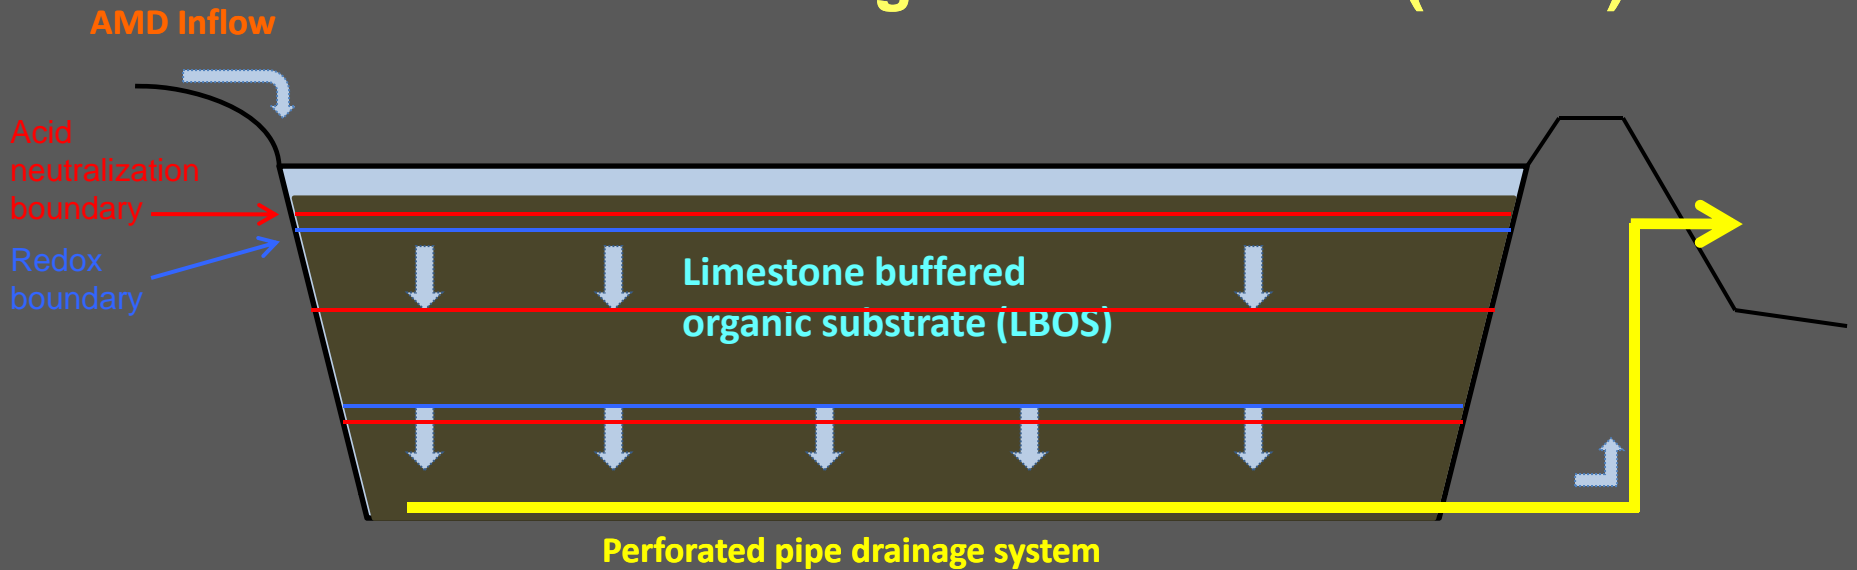 AMD Inflow
Acid
neutralization
boundary
Redox
boundary
Limestone buffered
organic substrate (LBOS)
Perforated pipe drainage system